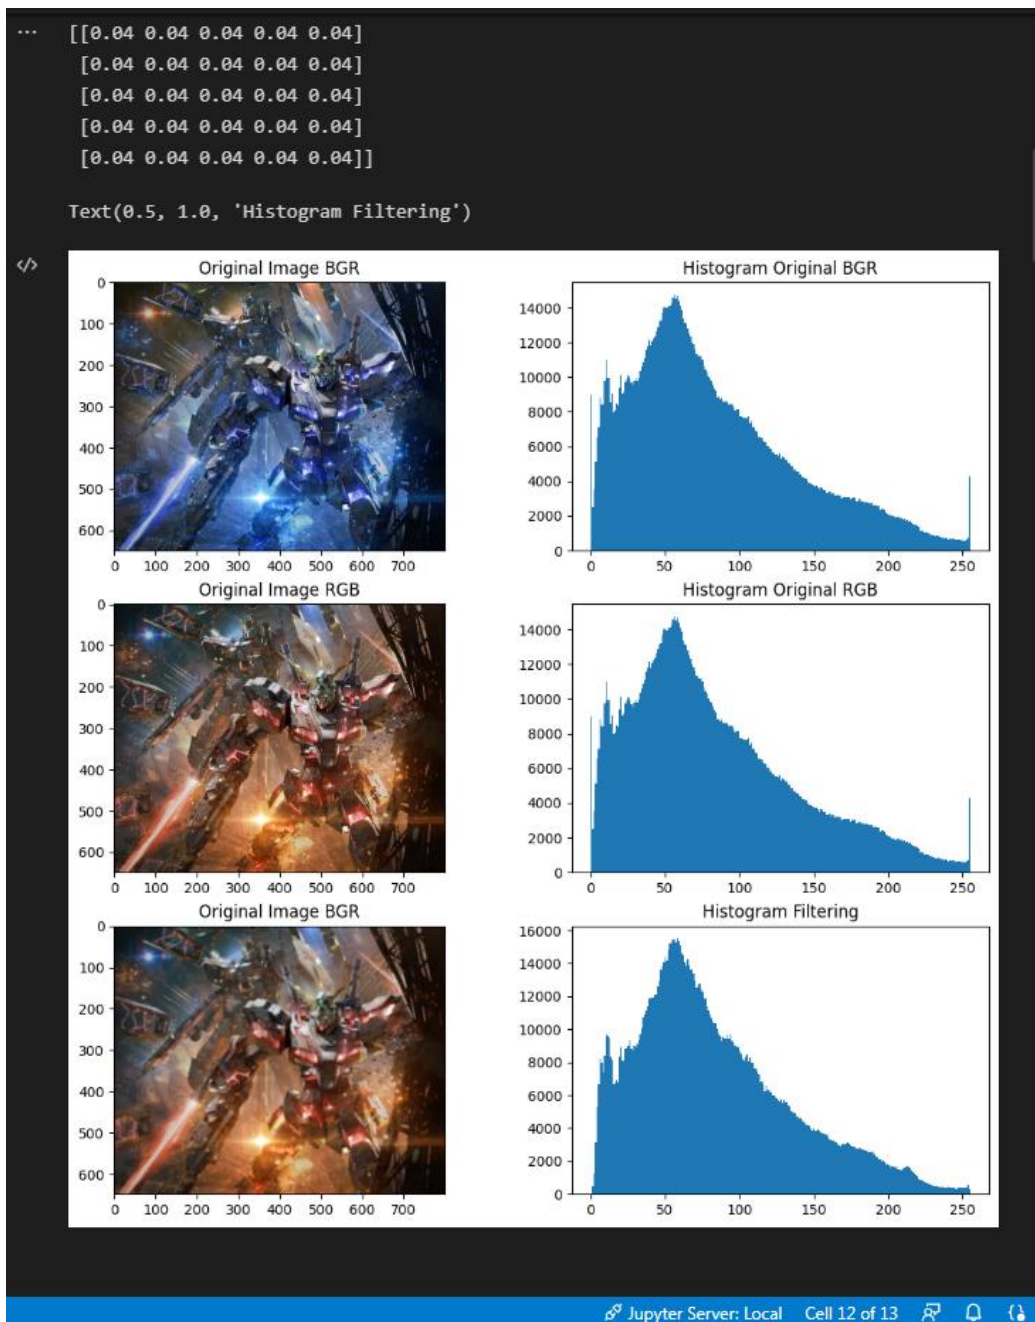 ... [[0.04 0.04 0.04 0.04 0.04]
[0.04 0.04 0.04 0.04 0.04]
[0.04 0.04 0.04 0.04 0.04]
[0.04 0.04 0.04 0.04 0.04]
[0.04 0.04 0.04 0.04 0.04]]
Text(0.5, 1.0, 'Histogram Filtering')
</>
Original Image BGR
0
100
200
300
400
500
600
0 100 200 300 400 500 600 700
Histogram Original BGR
14000
12000
10000
8000
6000
4000
2000
0
0 50 100 150 200 250
Original Image RGB
0
100
200
300
400
500
600
0 100 200 300 400 500 600 700
Histogram Original RGB
14000
12000
10000
8000
6000
4000
2000
0
0 50 100 150 200 250
Original Image BGR
0
100
200
300
400
500
600
0 100 200 300 400 500 600 700
Histogram Filtering
16000
14000
12000
10000
8000
6000
4000
2000
0
0 50 100 150 200 250
Jupyter Server: Local Cell 12 of 13